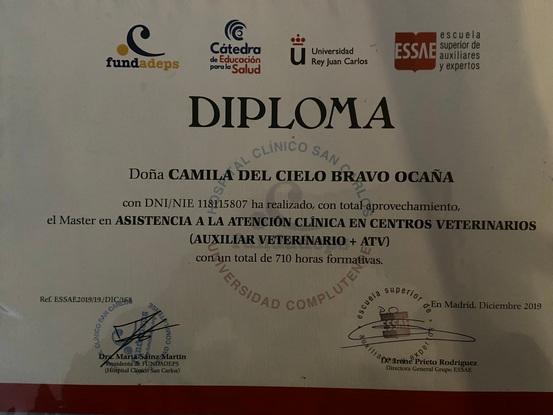 fundadeps
Cátedra
de Educación
para la
Salud
Universidad
Rey Juan Carlos
ESSAE
escuela
superior de
auxiliares
y expertos
DIPLOMA
HOSPITAL CLÍNICO SAN CARLOS
Doña CAMILA DEL CIELO BRAVO OCAÑA
con DNI/NIE 118115807 ha realizado, con total aprovechamiento,
el Master en ASISTENCIA A LA ATENCIÓN CLÍNICA EN CENTROS VETERINARIOS
(AUXILIAR VETERINARIO + ATV)
con un total de 710 horas formativas.
UNIVERSIDAD COMPLUTENSE
Ref. ESSAE2019/19/DIC/168
En Madrid, Diciembre 2019
escuela superior de
ESSAE
Dra. María Sáinz Martín
Presidenta de FUNDADEPS
(Hospital Clínico San Carlos)
Dª Irene Prieto Rodríguez
Directora General Grupo ESSAE